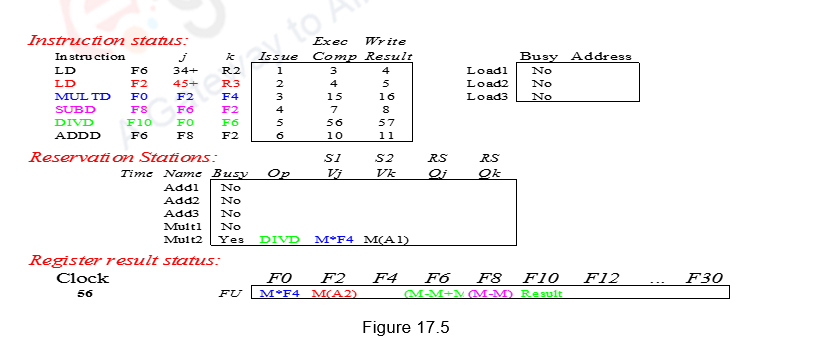 Gateway to A
Instruction status: Exec Write
Instruction j k Issue Comp Result Busy Address
LD F6 34+ R2 1 3 4 Load1 No
LD F2 45+ R3 2 4 5 Load2 No
MULTD F0 F2 F4 3 15 16 Load3 No
SUBD F8 F6 F2 4 7 8
DIVD F10 F0 F6 5 56 57
ADDD F6 F8 F2 6 10 11
Reservation Stations: S1 S2 RS RS
Time Name Busy Op Vj Vk Qj Qk
Add1 No
Add2 No
Add3 No
Mult1 No
Mult2 Yes DIVD M*F4 M(A1)
Register result status:
Clock F0 F2 F4 F6 F8 F10 F12 ... F30
56 FU M*F4 M(A2) (M-M+M (M-M) Result
Figure 17.5